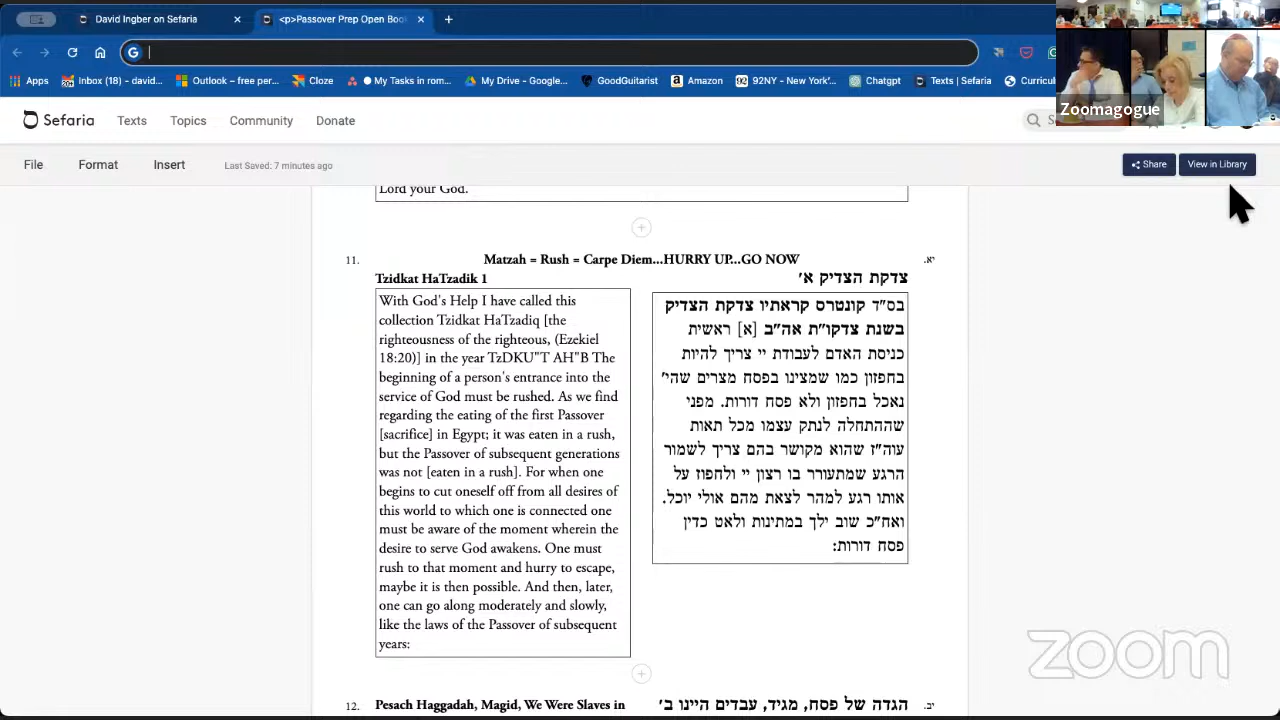 David Ingber on Sefaria
<p>Passover Prep Open Boo
Apps
Inbox (18) – david...
Outlook – free per...
Cloze
My Tasks in rom...
My Drive – Google...
GoodGuitarist
Amazon
92NY - New York'...
Chatgpt
Texts | Sefaria
Zoomagogue
Sefaria
Texts
Topics
Community
Donate
File
Format
Insert
Last Saved: 7 minutes ago
Share
View in Library
Lord your God.
11.
Matzah = Rush = Carpe Diem...HURRY UP...GO NOW
יא.
Tzidkat HaTzadik 1
With God's Help I have called this
collection Tzidkat HaTzadiq [the
righteousness of the righteous, (Ezekiel
18:20)] in the year TzDKU"T AH"B The
beginning of a person's entrance into the
service of God must be rushed. As we find
regarding the eating of the first Passover
[sacrifice] in Egypt; it was eaten in a rush,
but the Passover of subsequent generations
was not [eaten in a rush]. For when one
begins to cut oneself off from all desires of
this world to which one is connected one
must be aware of the moment wherein the
desire to serve God awakens. One must
rush to that moment and hurry to escape,
maybe it is then possible. And then, later,
one can go along moderately and slowly,
like the laws of the Passover of subsequent
years:
צדקת הצדיק א׳
בס"ד קונטרס קראתיו צדקת הצדיק
בשנת צדקו"ת אה"ב [א] ראשית
כניסת האדם לעבודת יי צריך להיות
בחפזון כמו שמצינו בפסח מצרים שהי׳
נאכל בחפזון ולא פסח דורות. מפני
שההתחלה לנתק עצמו מכל תאות
עוה"ז שהוא מקושר בהם צריך לשמור
הרגע שמתעורר בו רצון יי ולחפוז על
אותו רגע למהר לצאת מהם אולי יוכל.
ואח"כ שוב ילך במתינות ולאט כדין
פסח דורות:
zoom
12.
Pesach Haggadah, Magid, We Were Slaves in
הגדה של פסח, מגיד, עבדים היינו ב׳
יב.